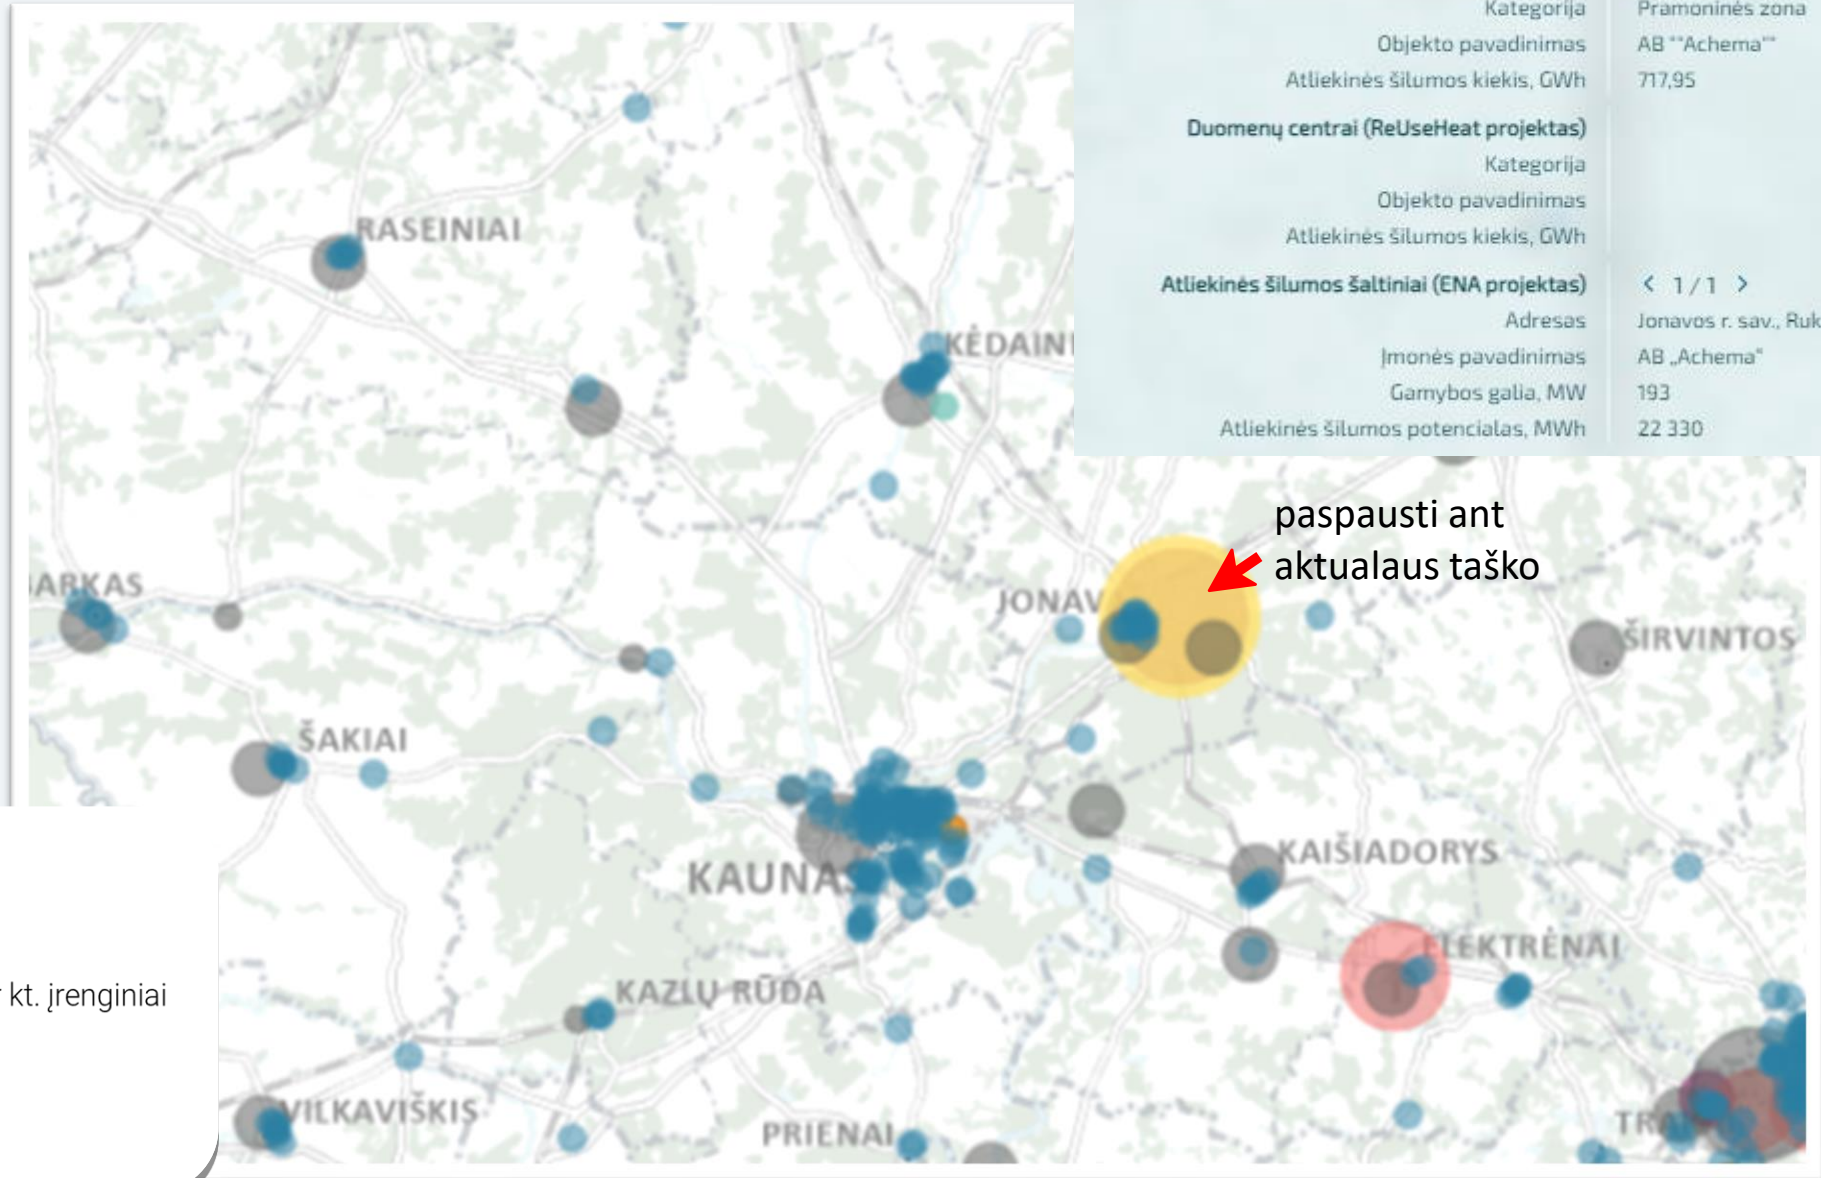 Kategorija Pramoninės zona
Objekto pavadinimas AB ""Achema""
Atliekinės šilumos kiekis, GWh 717,95
Duomenų centrai (ReUseHeat projektas)
Kategorija
Objekto pavadinimas
Atliekinės šilumos kiekis, GWh
Atliekinės šilumos šaltiniai (ENA projektas) < 1 / 1 >
Adresas Jonavos r. sav., Ruk
Įmonės pavadinimas AB „Achema"
Gamybos galia, MW 193
Atliekinės šilumos potencialas, MWh 22 330
RASEINIAI
KĖDAIN
paspausti ant
aktualaus taško
JARKAS
JONAV
ŠIRVINTOS
ŠAKIAI
KAUNAS
KAIŠIADORYS
ELEKTRĖNAI
KAZLŲ RŪDA
kt. įrenginiai
VILKAVIŠKIS
PRIENAI
TRA